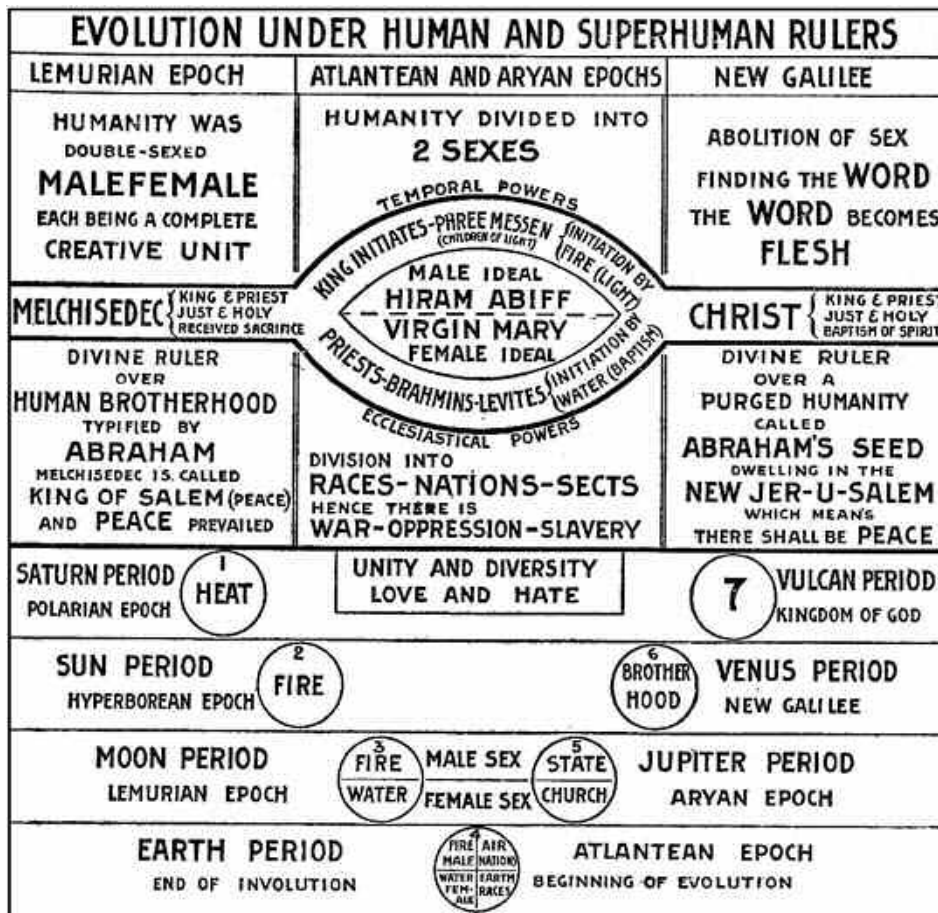 EVOLUTION UNDER HUMAN AND SUPERHUMAN RULERS
LEMURIAN EPOCH
HUMANITY WAS
DOUBLE-SEXED
MALEFEMALE
EACH BEING A COMPLETE
CREATIVE UNIT
ATLANTEAN AND ARYAN EPOCHS
HUMANITY DIVIDED INTO
2 SEXES
NEW GALILEE
ABOLITION OF SEX
FINDING THE WORD
THE WORD BECOMES
FLESH
MELCHISEDEC
KING & PRIEST
JUST & HOLY
RECEIVED SACRIFICE
TEMPORAL POWERS
KING INITIATES-PHREE MESSEN
(CHILDREN OF LIGHT)
INITIATION BY
FIRE (LIGHT)
MALE IDEAL
HIRAM ABIFF
VIRGIN MARY
FEMALE IDEAL
PRIESTS-BRAHMINS-LEVITES
INITIATION BY
WATER (BAPTISM)
ECCLESIASTICAL POWERS
CHRIST
KING & PRIEST
JUST & HOLY
BAPTISM OF SPIRIT
DIVINE RULER
OVER
HUMAN BROTHERHOOD
TYPIFIED BY
ABRAHAM
MELCHISEDEC IS CALLED
KING OF SALEM (PEACE)
AND PEACE PREVAILED
DIVISION INTO
RACES-NATIONS-SECTS
HENCE THERE IS
WAR-OPPRESSION-SLAVERY
DIVINE RULER
OVER A
PURGED HUMANITY
CALLED
ABRAHAM'S SEED
DWELLING IN THE
NEW JER-U-SALEM
WHICH MEANS
THERE SHALL BE PEACE
SATURN PERIOD
POLARIAN EPOCH
1
HEAT
UNITY AND DIVERSITY
LOVE AND HATE
7
VULCAN PERIOD
KINGDOM OF GOD
SUN PERIOD
HYPERBOREAN EPOCH
2
FIRE
6
BROTHER
HOOD
VENUS PERIOD
NEW GALILEE
MOON PERIOD
LEMURIAN EPOCH
3
FIRE
WATER
MALE SEX
FEMALE SEX
5
STATE
CHURCH
JUPITER PERIOD
ARYAN EPOCH
EARTH PERIOD
END OF INVOLUTION
4
FIRE
MALE
AIR
NATIONS
WATER
FEM-
ALE
EARTH
RACES
ATLANTEAN EPOCH
BEGINNING OF EVOLUTION